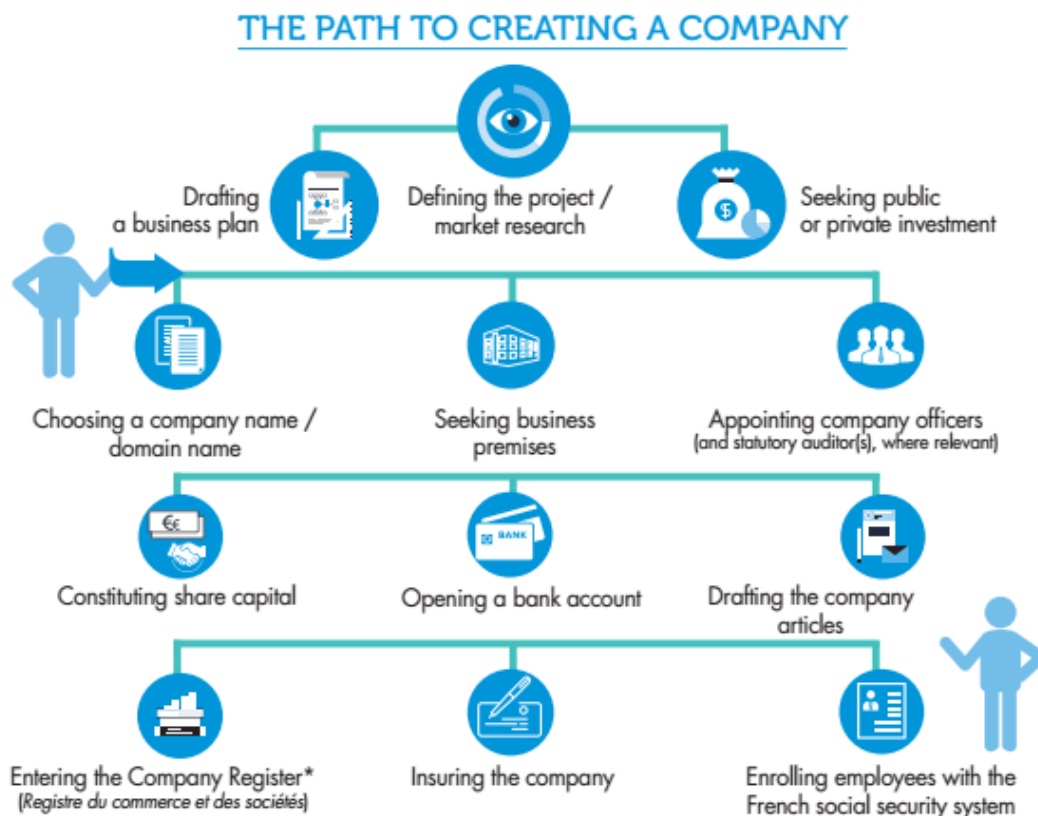 THE PATH TO CREATING A COMPANY
Drafting
a business plan
Defining the project /
market research
$
Seeking public
or private investment
Choosing a company name /
domain name
Seeking business
premises
Appointing company officers
(and statutory auditor(s), where relevant)
€€
Constituting share capital
BANK
Opening a bank account
Drafting the company
articles
Entering the Company Register*
(Registre du commerce et des sociétés)
Insuring the company
Enrolling employees with the
French social security system